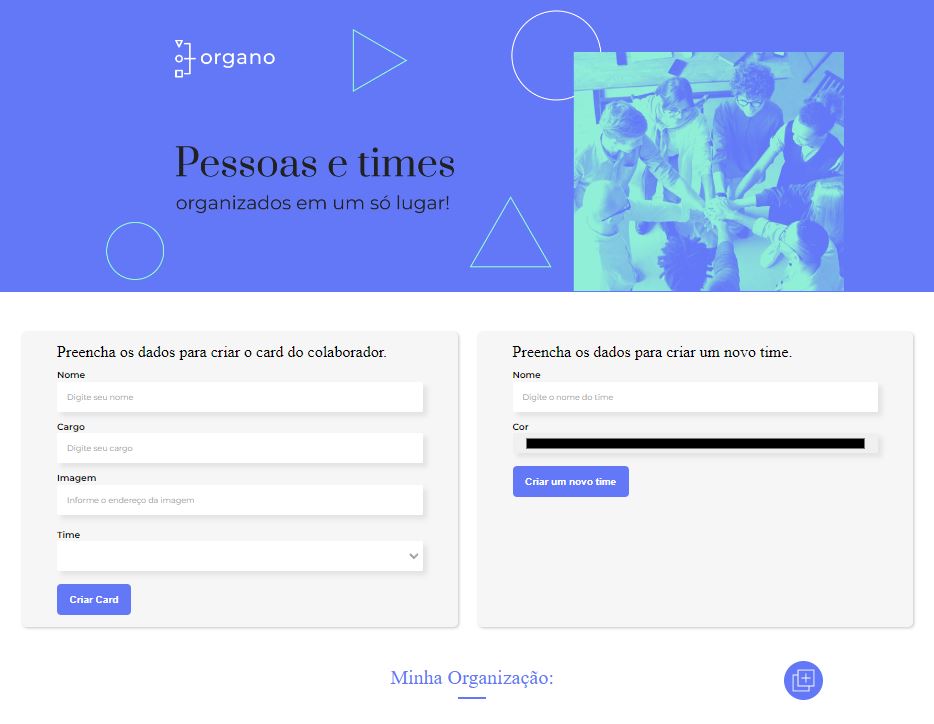 organo
Pessoas e times
organizados em um só lugar!
Preencha os dados para criar o card do colaborador.
Nome
Digite seu nome
Cargo
Digite seu cargo
Imagem
Informe o endereço da imagem
Time
Criar Card
Preencha os dados para criar um novo time.
Nome
Digite o nome do time
Cor
Criar um novo time
Minha Organização: